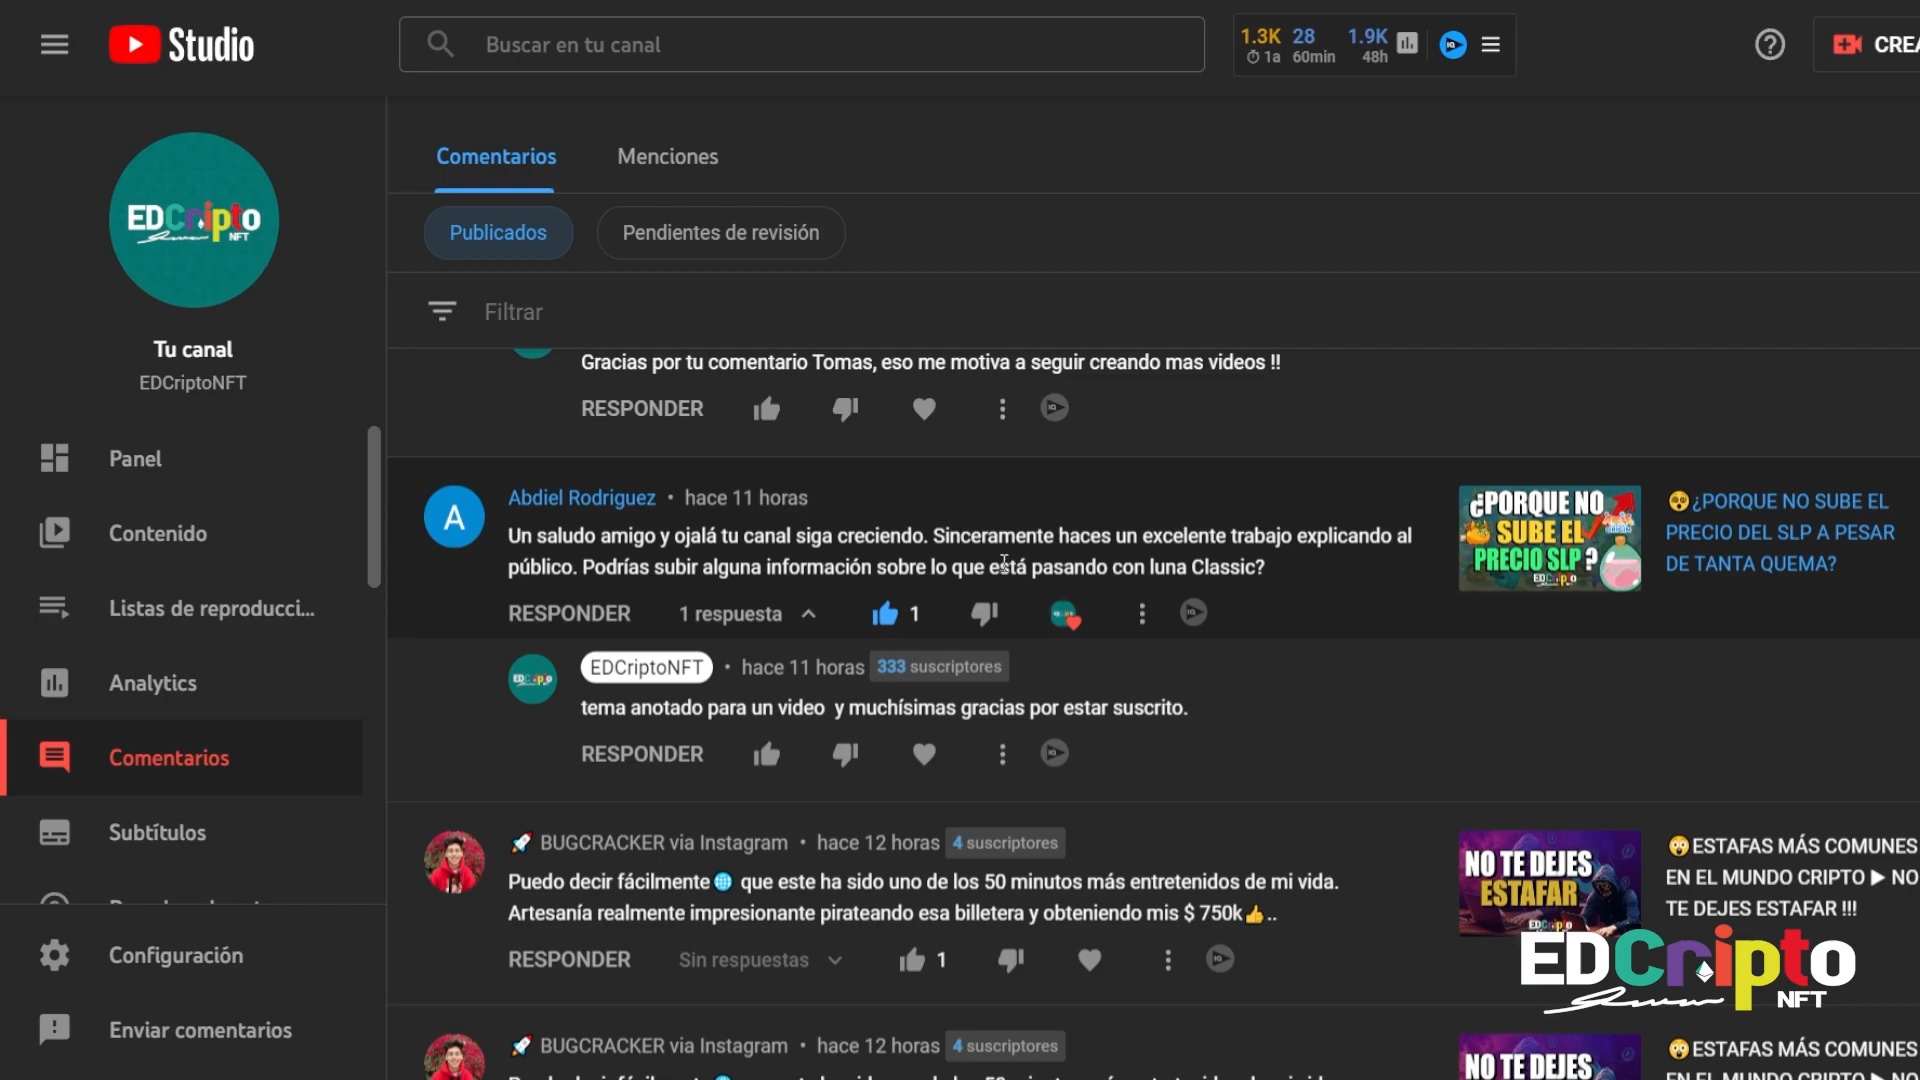 Studio
Buscar en tu canal
1.3K 28 1.9K
1a 60min 48h
CREA
EDCripto
NFT
Tu canal
EDCriptoNFT
Panel
Contenido
Listas de reproducci...
Analytics
Comentarios
Subtítulos
Configuración
Enviar comentarios
Comentarios Menciones
Publicados Pendientes de revisión
Filtrar
Gracias por tu comentario Tomas, eso me motiva a seguir creando mas videos !!
RESPONDER
A
Abdiel Rodriguez • hace 11 horas
Un saludo amigo y ojalá tu canal siga creciendo. Sinceramente haces un excelente trabajo explicando al
público. Podrías subir alguna información sobre lo que está pasando con luna Classic?
RESPONDER 1 respuesta 1
¿PORQUE NO
SUBE EL
PRECIO SLP?
EDCripto
😵¿PORQUE NO SUBE EL
PRECIO DEL SLP A PESAR
DE TANTA QUEMA?
EDCripto
EDCriptoNFT • hace 11 horas 333 suscriptores
tema anotado para un video y muchísimas gracias por estar suscrito.
RESPONDER
🚀 BUGCRACKER via Instagram • hace 12 horas 4 suscriptores
Puedo decir fácilmente🌐 que este ha sido uno de los 50 minutos más entretenidos de mi vida.
Artesanía realmente impresionante pirateando esa billetera y obteniendo mis $ 750k👍..
RESPONDER Sin respuestas 1
NO TE DEJES
ESTAFAR
EDCripto
😲ESTAFAS MÁS COMUNES
EN EL MUNDO CRIPTO ▶ NO
TE DEJES ESTAFAR !!!
EDCripto
NFT
🚀 BUGCRACKER via Instagram • hace 12 horas 4 suscriptores
NO TE DEJES
😲ESTAFAS MÁS COMUNES